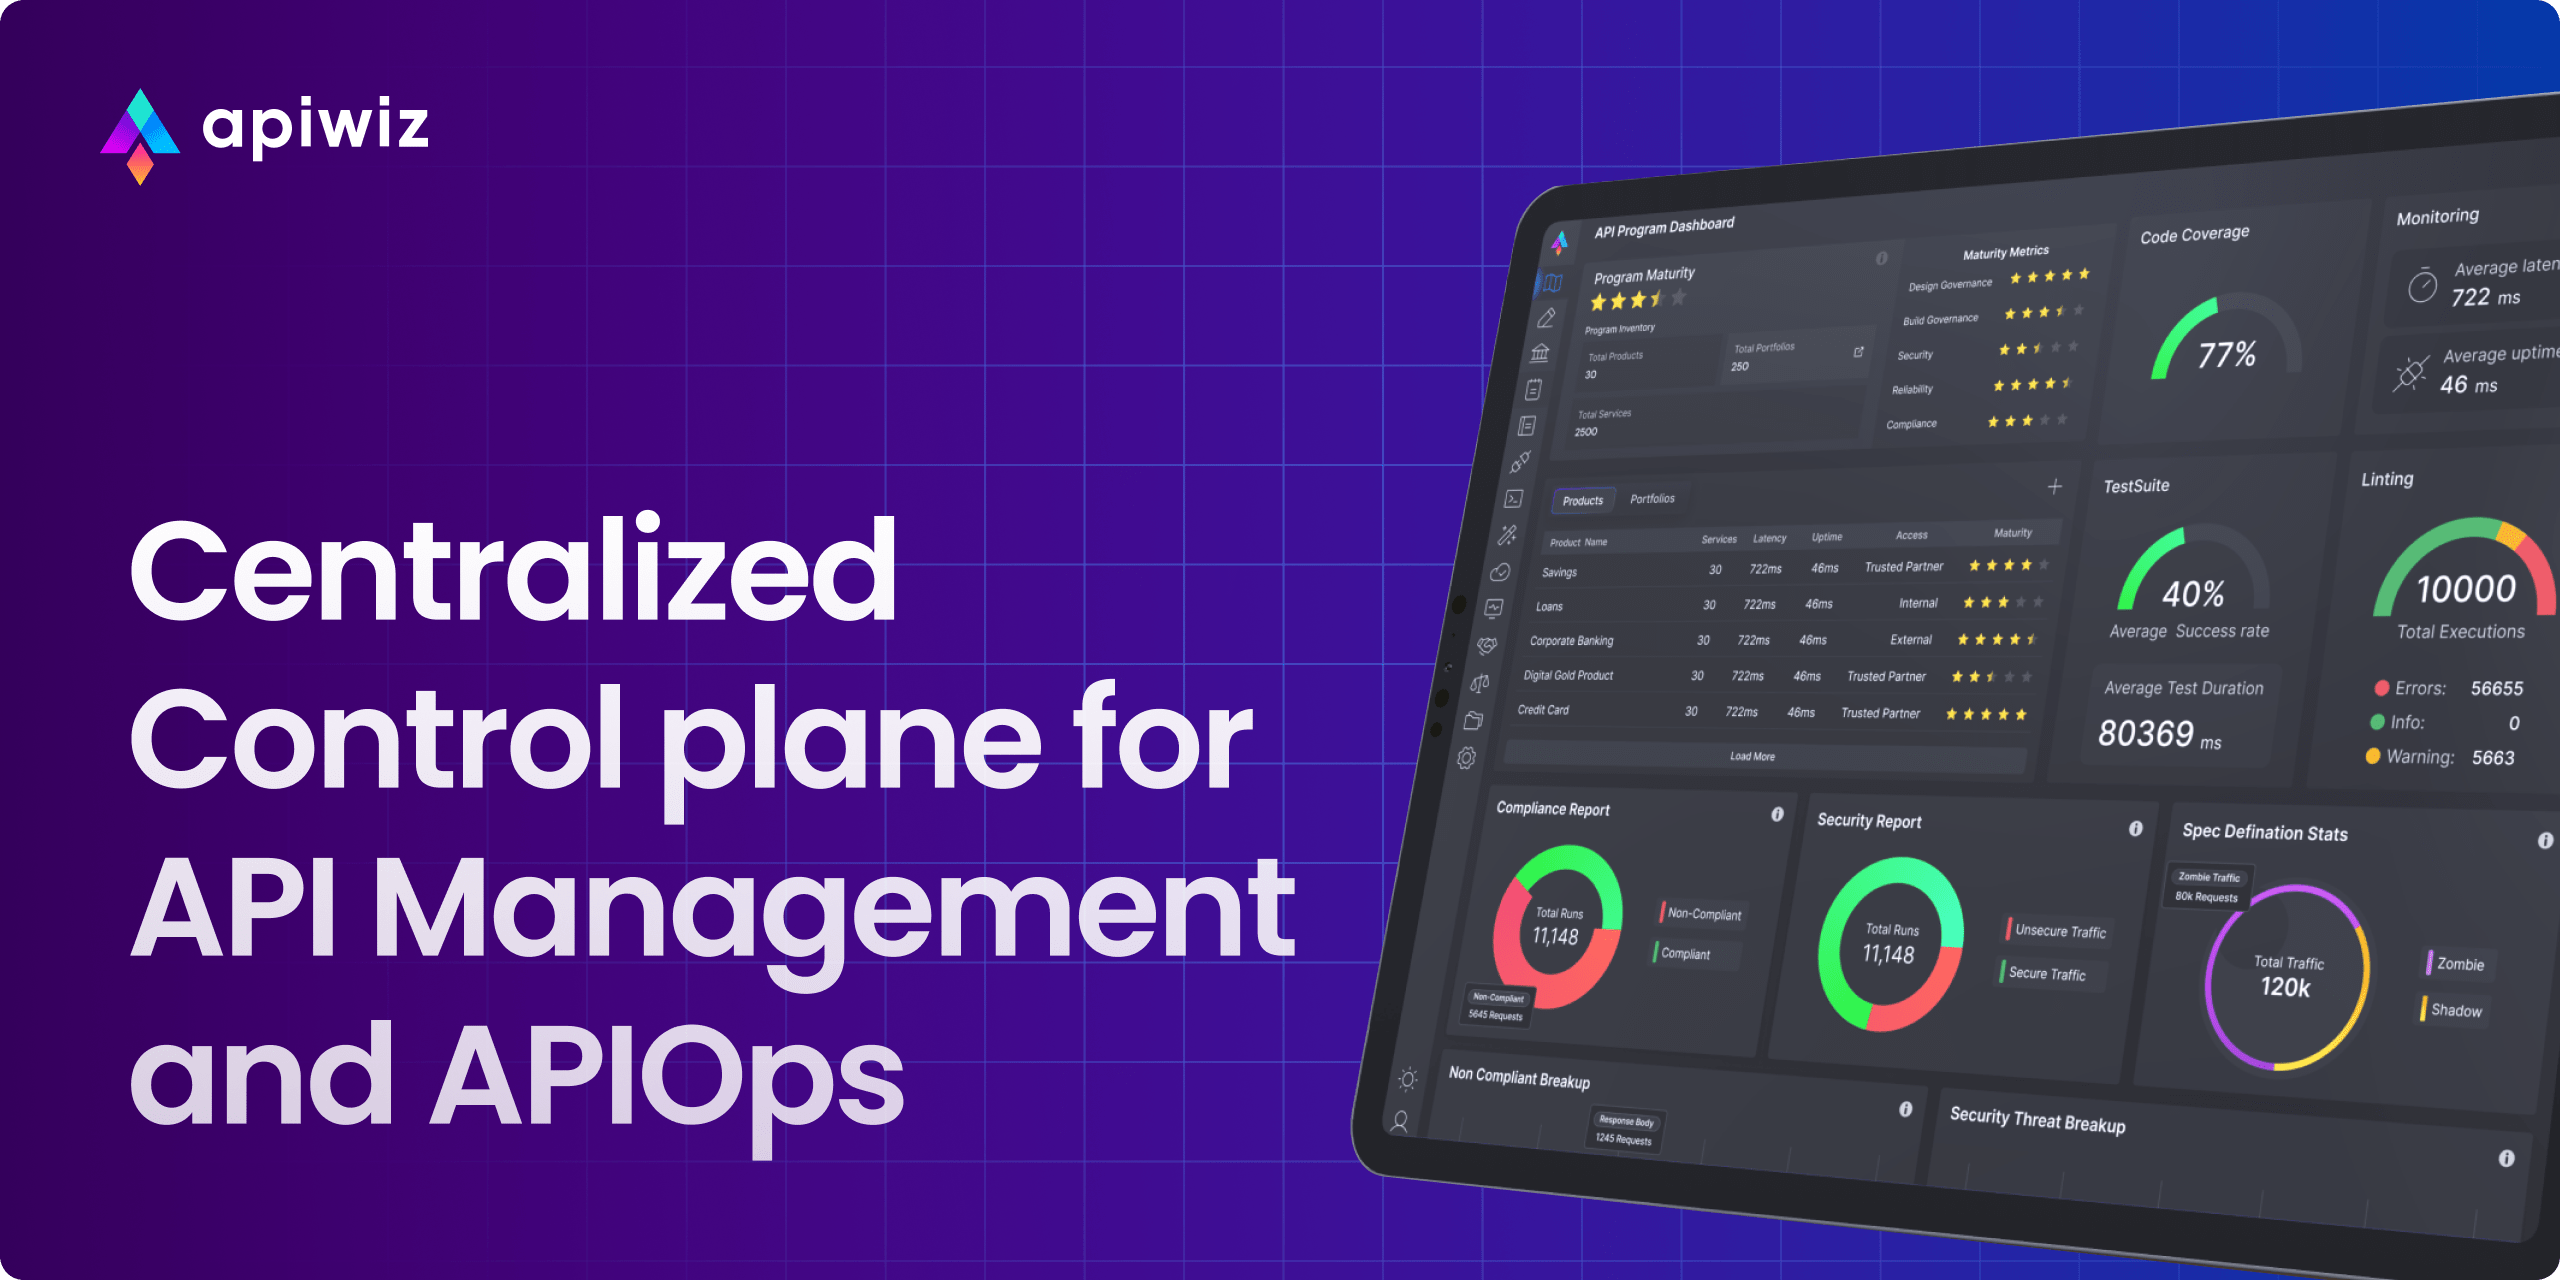 apiwiz
Centralized
Control plane for
API Management
and APIOps
API Program Dashboard
Program Maturity
Program Inventory
Total Products
30
Total Portfolios
250
Total Services
2500
Maturity Metrics
Design Governance
Build Governance
Security
Reliability
Compliance
Code Coverage
77%
Monitoring
Average laten
722 ms
Average uptime
46 ms
Products Portfolios
Product Name Services Latency Uptime Access Maturity
Savings 30 722ms 46ms Trusted Partner
Loans 30 722ms 46ms Internal
Corporate Banking 30 722ms 46ms External
Digital Gold Product 30 722ms 46ms Trusted Partner
Credit Card 30 722ms 46ms Trusted Partner
Load More
TestSuite
40%
Average Success rate
Average Test Duration
80369 ms
Linting
10000
Total Executions
Errors: 56655
Info: 0
Warning: 5663
Compliance Report
Total Runs
11,148
Non-Compliant
5645 Requests
Non-Compliant
Compliant
Security Report
Total Runs
11,148
Unsecure Traffic
Secure Traffic
Spec Defination Stats
Zombie Traffic
80k Requests
Total Traffic
120k
Zombie
Shadow
Non Compliant Breakup
Response Body
1245 Requests
Security Threat Breakup